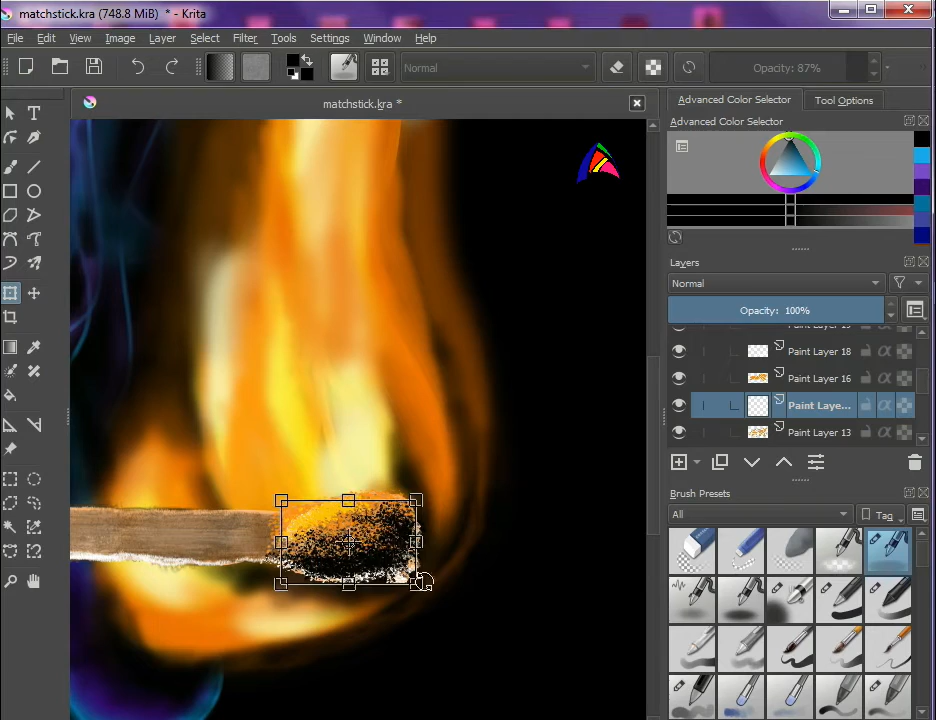 matchstick.kra (748.8 MiB) * - Krita
File Edit View Image Layer Select Filter Tools Settings Window Help
Normal
Opacity: 87%
matchstick.kra *
Advanced Color Selector
Tool Options
Advanced Color Selector
Layers
Normal
Opacity: 100%
Paint Layer 18
Paint Layer 16
Paint Laye...
Paint Layer 13
Brush Presets
All
Tag